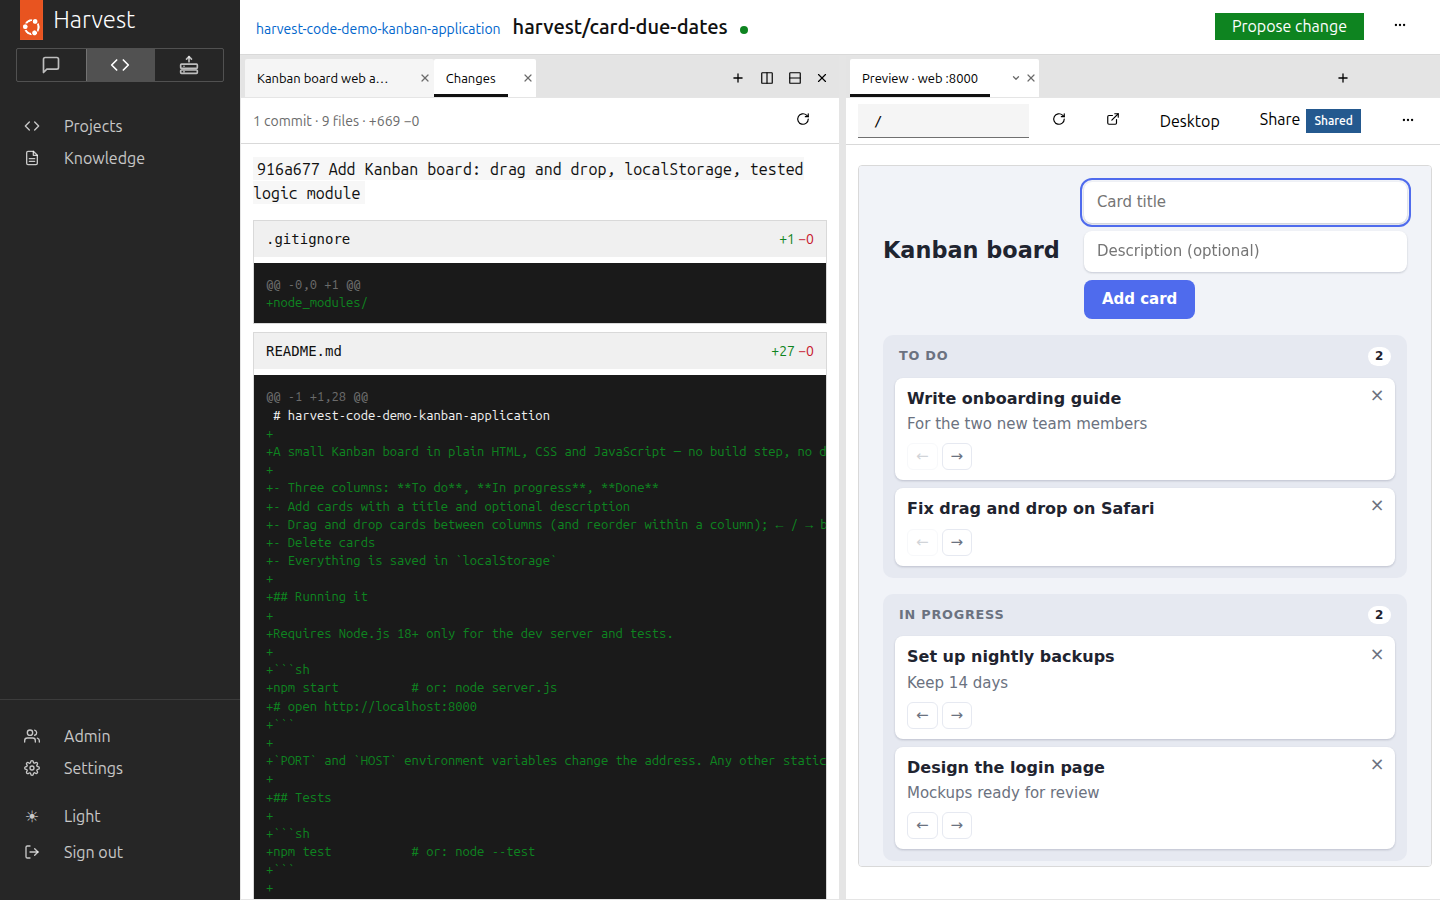 Harvest
Projects
Knowledge
Admin
Settings
Light
Sign out
harvest-code-demo-kanban-application harvest/card-due-dates
Propose change
Kanban board web a…
Changes
1 commit · 9 files · +669 −0
916a677 Add Kanban board: drag and drop, localStorage, tested
logic module
.gitignore +1 −0
@@ -0,0 +1 @@
+node_modules/
README.md +27 −0
@@ -1 +1,28 @@
# harvest-code-demo-kanban-application
+
+A small Kanban board in plain HTML, CSS and JavaScript — no build step, no d
+
+- Three columns: **To do**, **In progress**, **Done**
+- Add cards with a title and optional description
+- Drag and drop cards between columns (and reorder within a column); ← / → b
+- Delete cards
+- Everything is saved in `localStorage`
+
+## Running it
+
+Requires Node.js 18+ only for the dev server and tests.
+
+```sh
+npm start # or: node server.js
+# open http://localhost:8000
+```
+
+`PORT` and `HOST` environment variables change the address. Any other static
+
+## Tests
+
+```sh
+npm test # or: node --test
+```
+
Preview · web :8000
/
Desktop
Share Shared
Kanban board
Card title
Description (optional)
Add card
TO DO 2
Write onboarding guide
For the two new team members
← →
Fix drag and drop on Safari
← →
IN PROGRESS 2
Set up nightly backups
Keep 14 days
← →
Design the login page
Mockups ready for review
← →